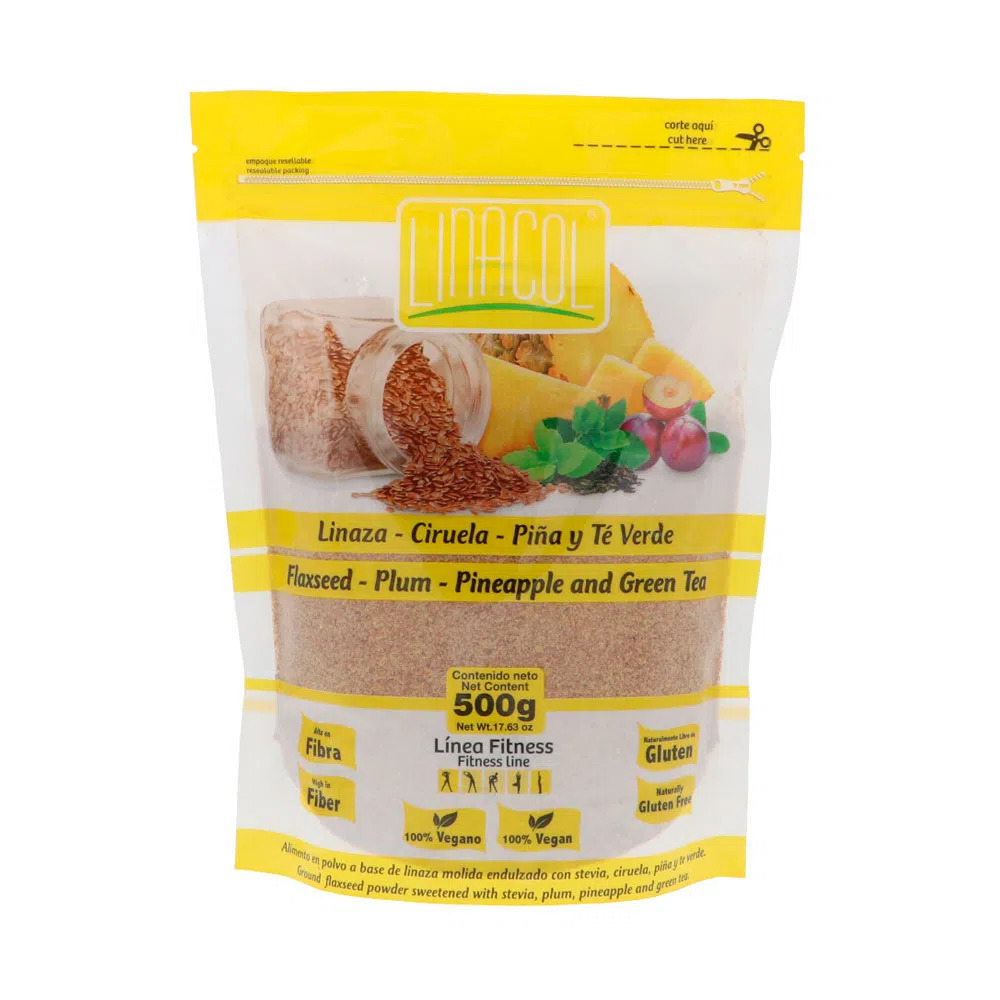 corte aquí
cut here
empaque resellable
resealable packing
LINACOL®
Linaza - Ciruela - Piña y Té Verde
Flaxseed - Plum - Pineapple and Green Tea
Contenido neto
Net Content
500g
Net Wt.17.63 oz
Línea Fitness
Fitness line
Alto en
Fibra
High in
Fiber
Naturalmente Libre de
Gluten
Naturally
Gluten Free
100% Vegano
100% Vegan
Alimento en polvo a base de linaza molida endulzado con stevia, ciruela, piña y te verde.
Ground flaxseed powder sweetened with stevia, plum, pineapple and green tea.